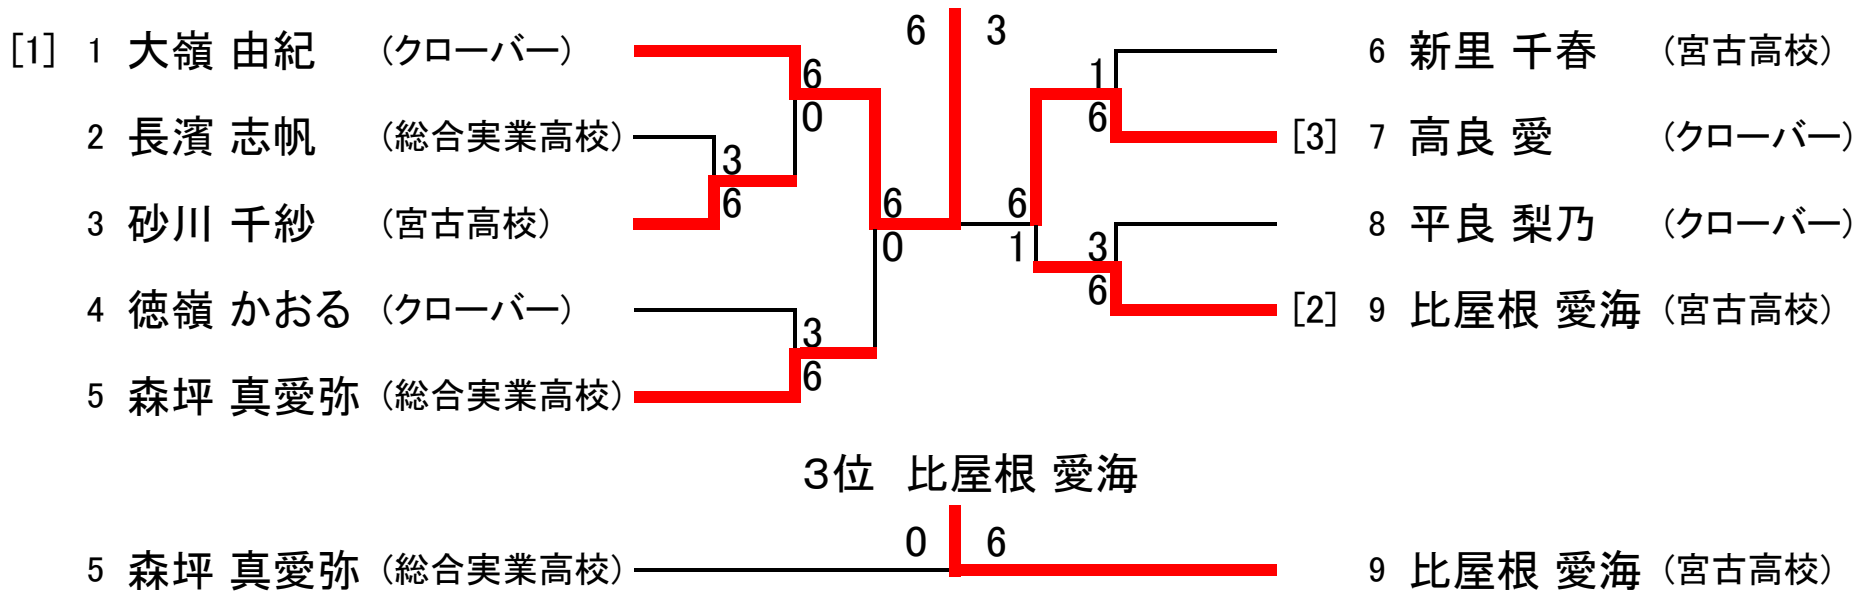 6 3
[1] 1 大嶺 由紀 (クローバー)
6 新里 千春 (宮古高校)
6
1
0
6
2 長濱 志帆 (総合実業高校)
[3] 7 高良 愛 (クローバー)
3
6
3 砂川 千紗 (宮古高校)
6
6
8 平良 梨乃 (クローバー)
0
1
3
6
4 徳嶺 かおる (クローバー)
[2] 9 比屋根 愛海 (宮古高校)
3
6
5 森坪 真愛弥 (総合実業高校)
3位 比屋根 愛海
0 6
5 森坪 真愛弥 (総合実業高校)
9 比屋根 愛海 (宮古高校)